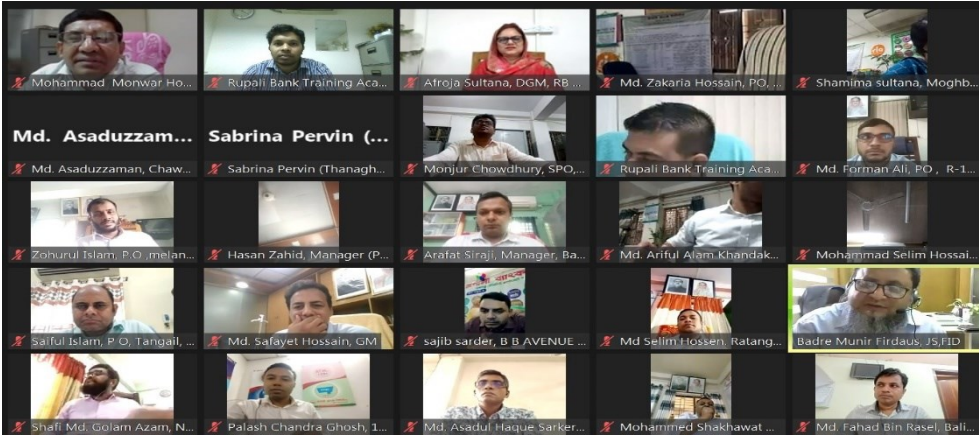 Mohammad Monwar Ho...
Rupali Bank Training Aca...
Afroja Sultana, DGM, RB ...
Md. Zakaria Hossain, PO, ...
Shamima sultana, Moghb...
Md. Asaduzzam...
Sabrina Pervin (...
Md. Asaduzzaman, Chaw...
Sabrina Pervin (Thanagh...
Monjur Chowdhury, SPO,...
Rupali Bank Training Aca...
Md. Forman Ali, PO , R-1...
Zohurul Islam, P.O ,melan...
Hasan Zahid, Manager (P...
Arafat Siraji, Manager, Ba...
Md. Ariful Alam Khandak...
Mohammad Selim Hossai...
Saiful Islam, P O, Tangail, ...
Md. Safayet Hossain, GM
sajib sarder, B B AVENUE ...
Md Selim Hossen. Ratang...
Badre Munir Firdaus, JS,FID
Shafi Md. Golam Azam, N...
Palash Chandra Ghosh, 1...
Md. Asadul Haque Sarker...
Mohammed Shakhawat ...
Md. Fahad Bin Rasel, Bali...